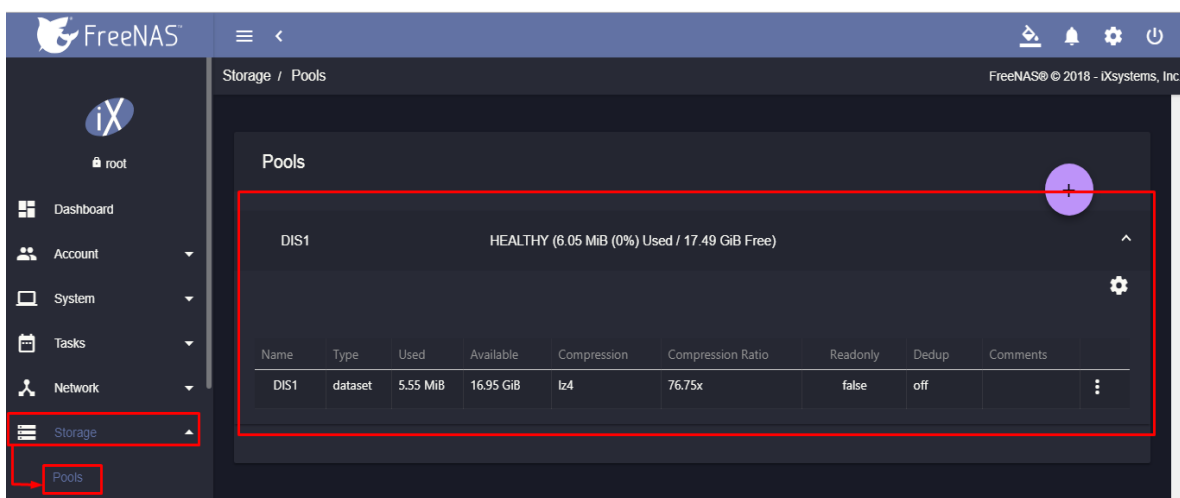 FreeNAS™
Storage / Pools
FreeNAS® © 2018 - iXsystems, Inc
iX
root
Dashboard
Account
System
Tasks
Network
Storage
Pools
Pools
+
DIS1 HEALTHY (6.05 MiB (0%) Used / 17.49 GiB Free)
Name Type Used Available Compression Compression Ratio Readonly Dedup Comments
DIS1 dataset 5.55 MiB 16.95 GiB lz4 76.75x false off